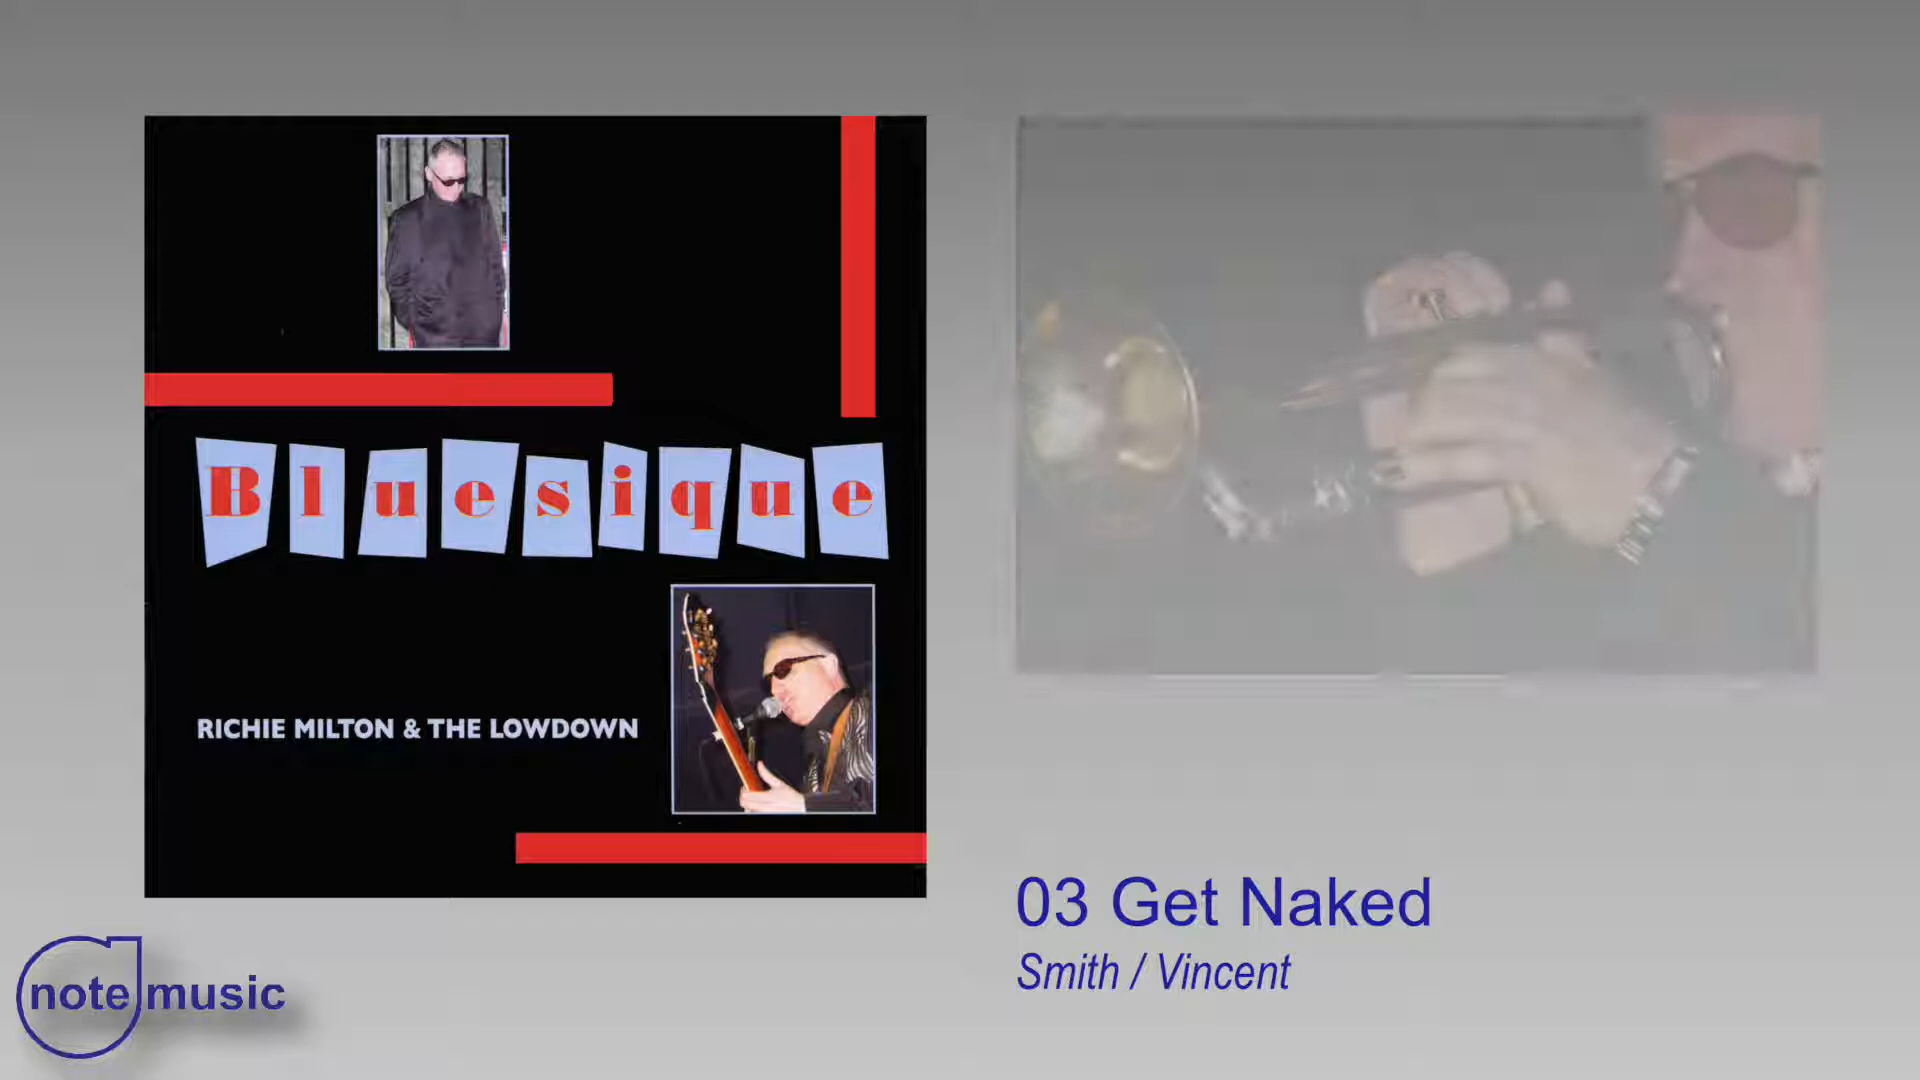 Bluesique
RICHIE MILTON & THE LOWDOWN
03 Get Naked
Smith / Vincent
note music